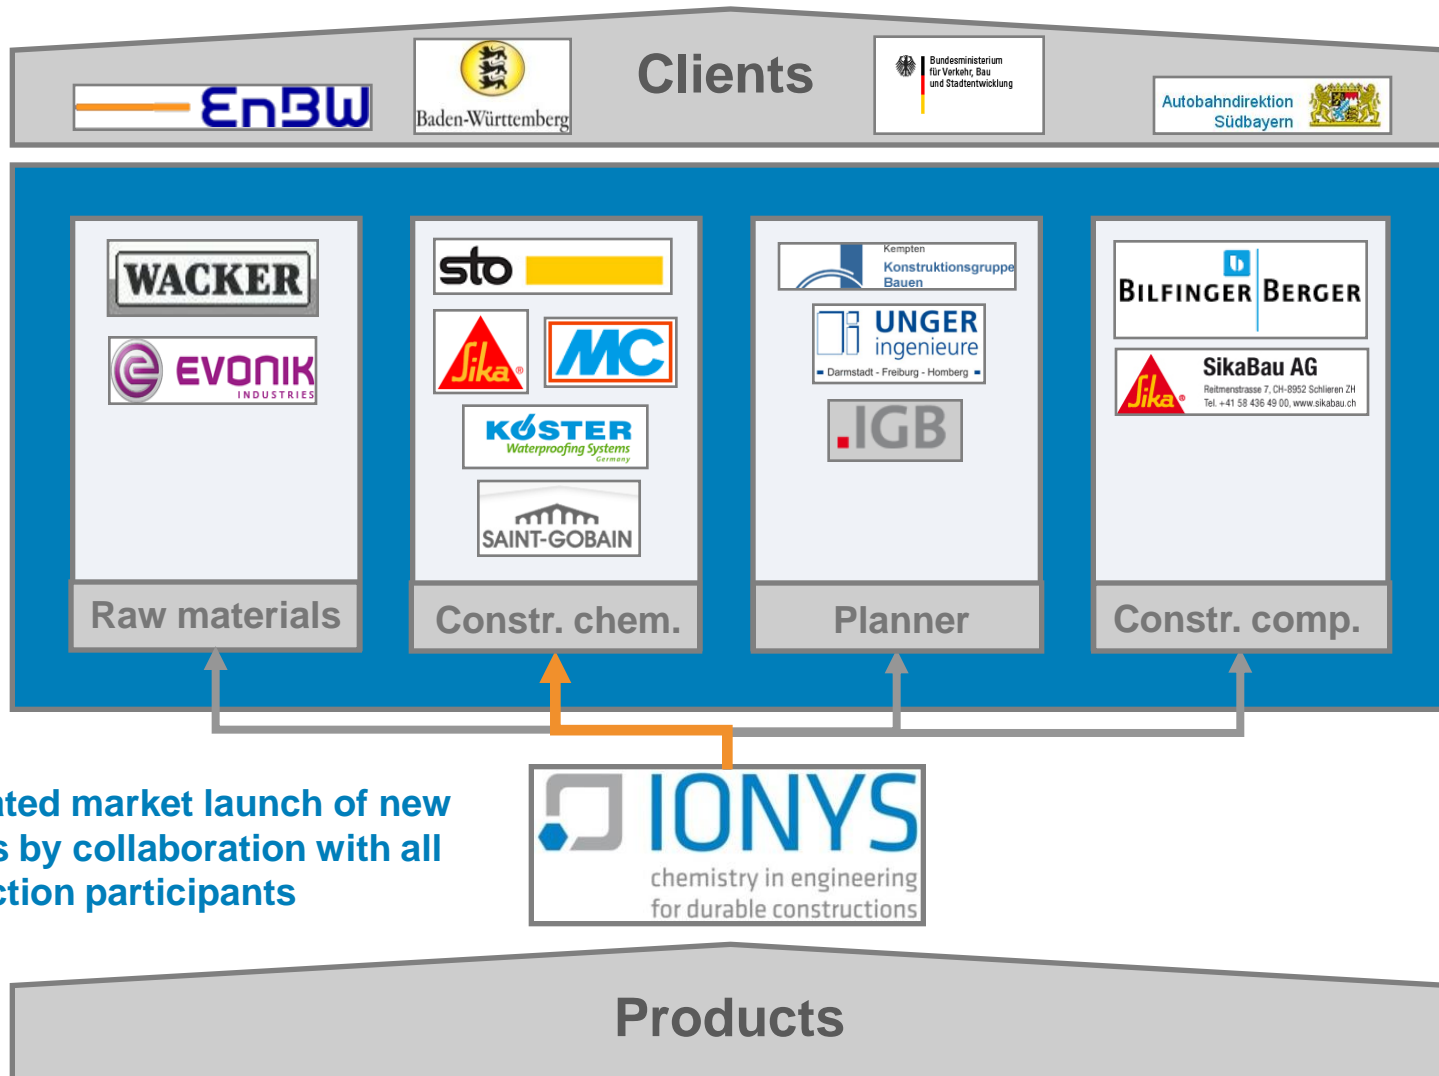 Clients
EnBW
Baden-Württemberg
Bundesministerium
für Verkehr, Bau
und Stadtentwicklung
Autobahndirektion
Südbayern
WACKER
EVONIK
INDUSTRIES
Raw materials
sto
Sika®
MC
KÖSTER
Waterproofing Systems
Germany
SAINT-GOBAIN
Constr. chem.
Kempten
Konstruktionsgruppe
Bauen
UNGER
ingenieure
Darmstadt - Freiburg - Homberg
.IGB
Planner
b
BILFINGER BERGER
Sika®
SikaBau AG
Reitmenstrasse 7, CH-8952 Schlieren ZH
Tel. +41 58 436 49 00, www.sikabau.ch
Constr. comp.
ated market launch of new
s by collaboration with all
ction participants
IONYS
chemistry in engineering
for durable constructions
Products